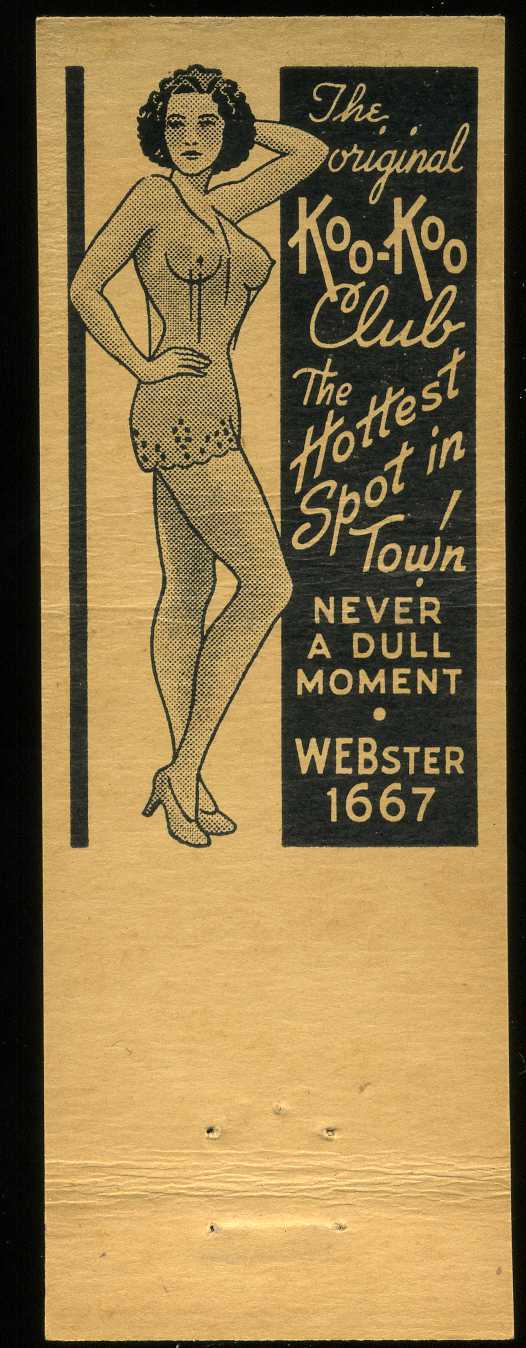 The
original
Koo-Koo
Club
The
Hottest
Spot in
Town!
NEVER
A DULL
MOMENT
•
WEBSTER
1667